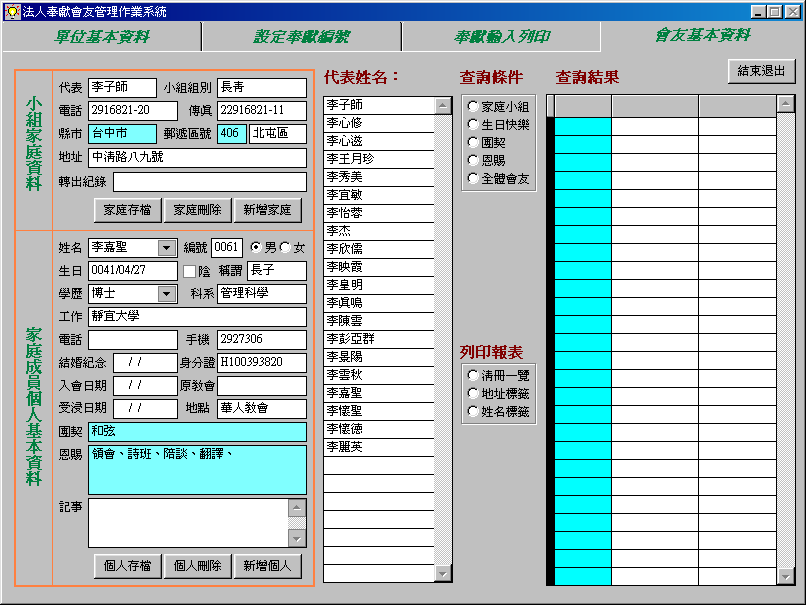 法人奉獻會友管理作業系統
單位基本資料
設定奉獻編號
奉獻輸入列印
會友基本資料
結束退出
小組家庭資料
代表 李子師 小組組別 長青
電話 2916821-20 傳眞 22916821-11
縣市 台中市 郵遞區號 406 北屯區
地址 中淸路八九號
轉出紀錄
家庭存檔 家庭刪除 新增家庭
家庭成員個人基本資料
姓名 李嘉聖 編號 0061 男 女
生日 0041/04/27 陰 稱謂 長子
學歷 博士 科系 管理科學
工作 靜宜大學
電話 手機 2927306
結婚紀念 / / 身分證 H100393820
入會日期 / / 原教會
受浸日期 / / 地點 華人教會
團契 和弦
恩賜 領會、詩班、陪談、翻譯、
記事
個人存檔 個人刪除 新增個人
代表姓名：
李子師
李心修
李心滋
李王月珍
李秀美
李宜敏
李怡蓉
李杰
李欣儒
李映霞
李皇明
李眞鳴
李陳雲
李彭亞群
李景陽
李雲秋
李嘉聖
李懷聖
李懷德
李麗英
查詢條件
家庭小組
生日快樂
團契
恩賜
全體會友
列印報表
淸冊一覽
地址標籤
姓名標籤
查詢結果